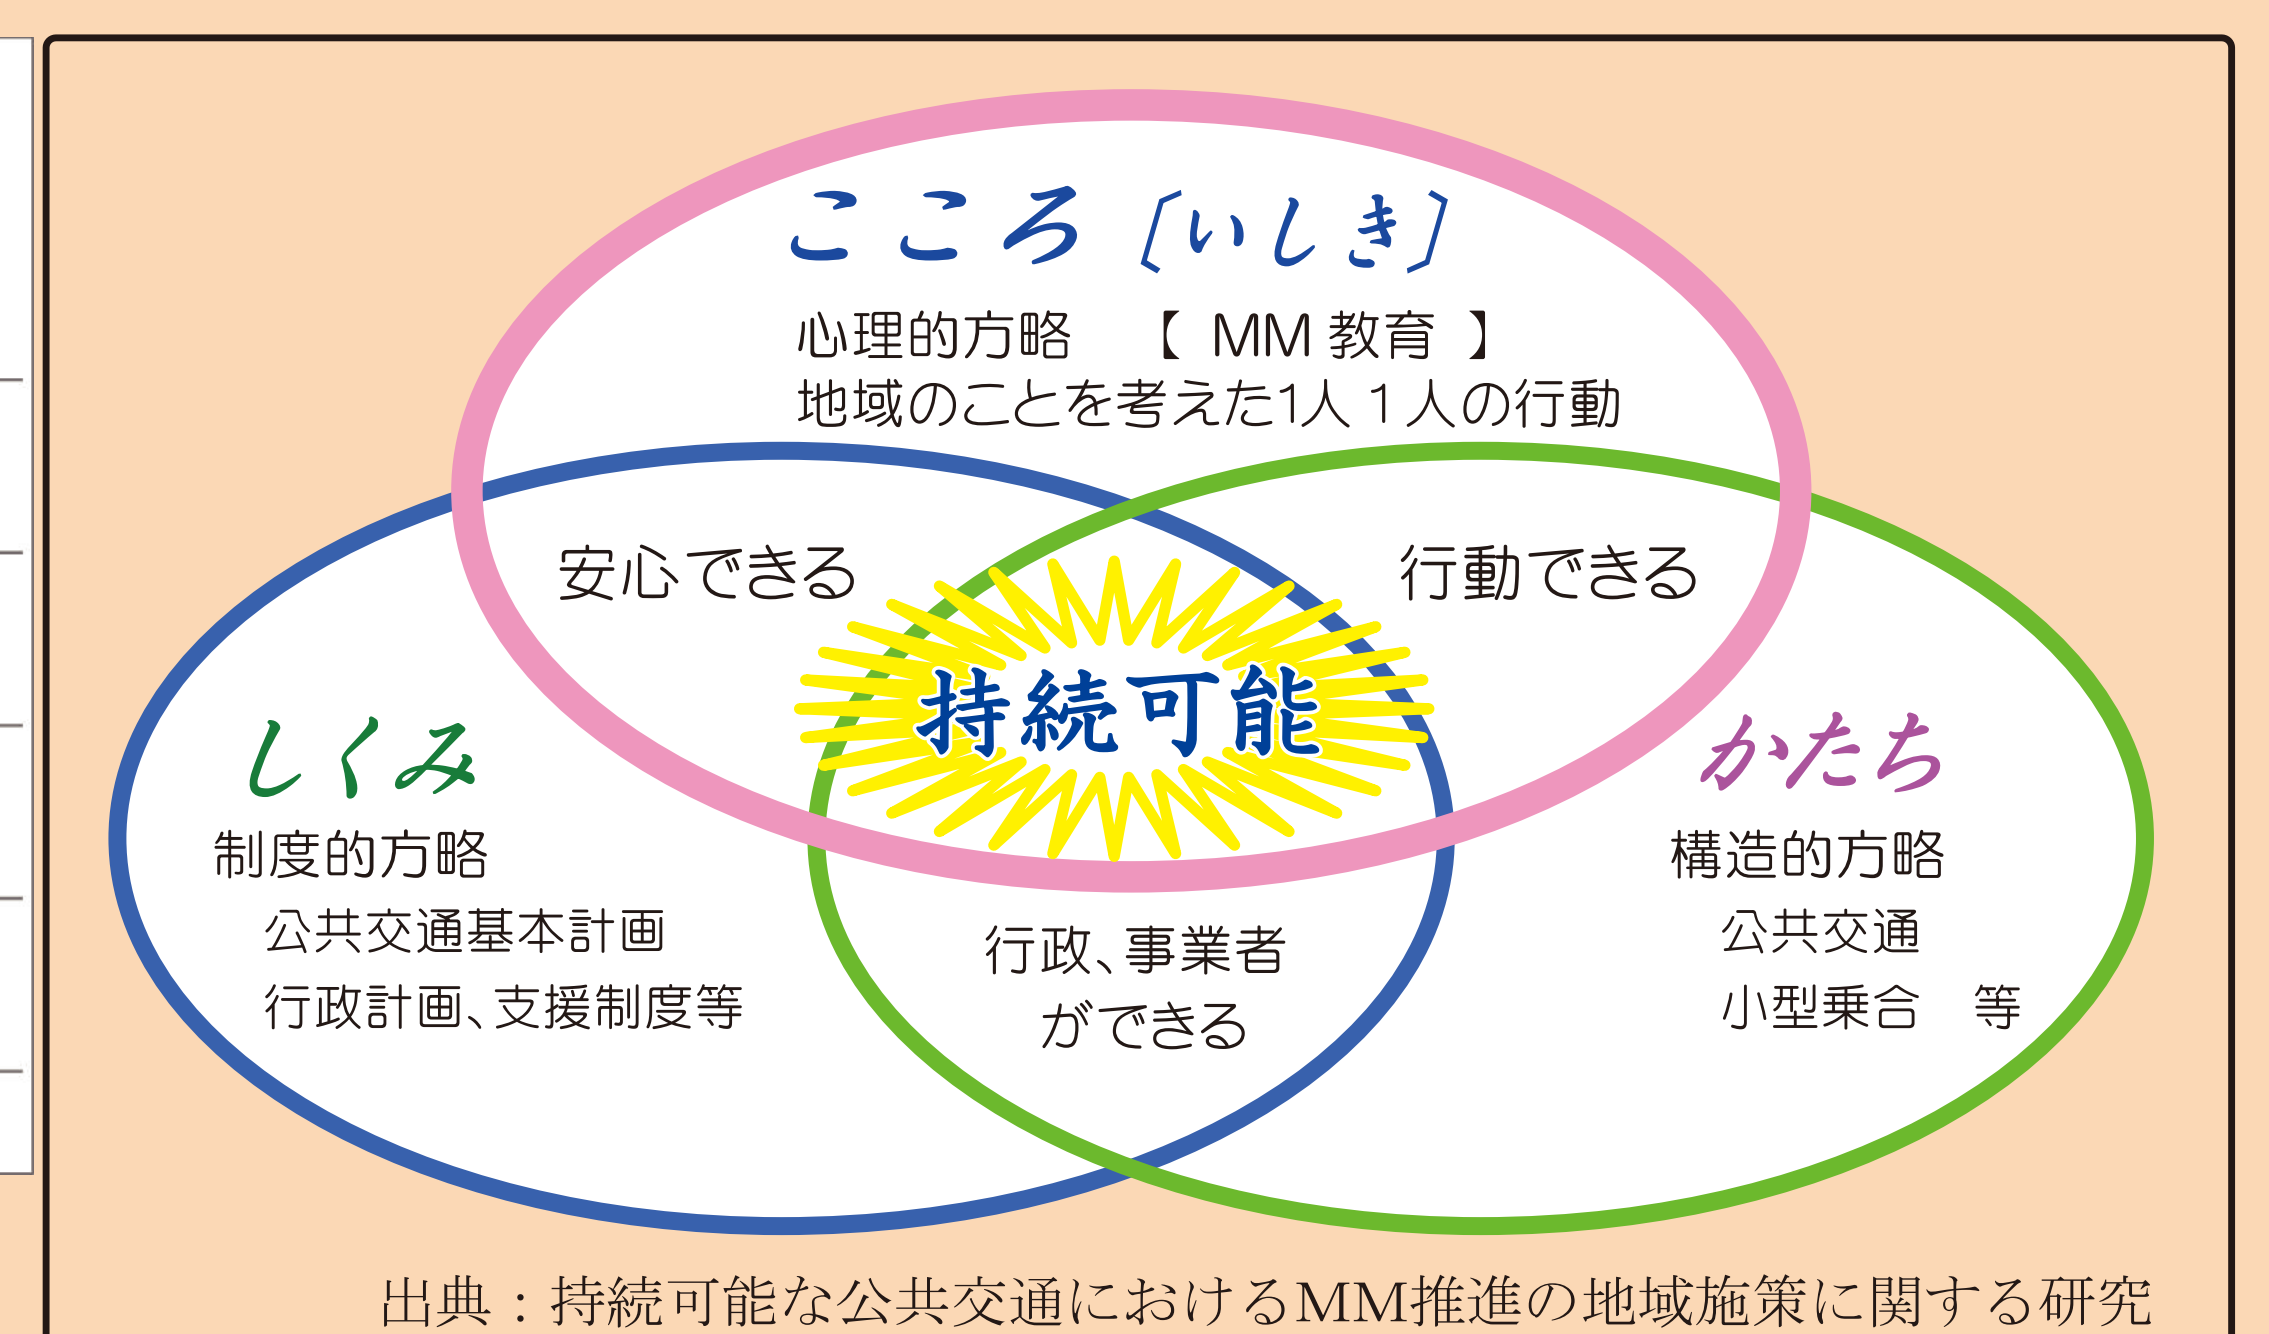 こころ〔いしき〕
心理的方略　【 MM 教育 】
地域のことを考えた1人１人の行動
安心できる
行動できる
持続可能
しくみ
制度的方略
公共交通基本計画
行政計画、支援制度等
かたち
構造的方略
公共交通
小型乗合　等
行政、事業者
ができる
出典：持続可能な公共交通におけるMM推進の地域施策に関する研究